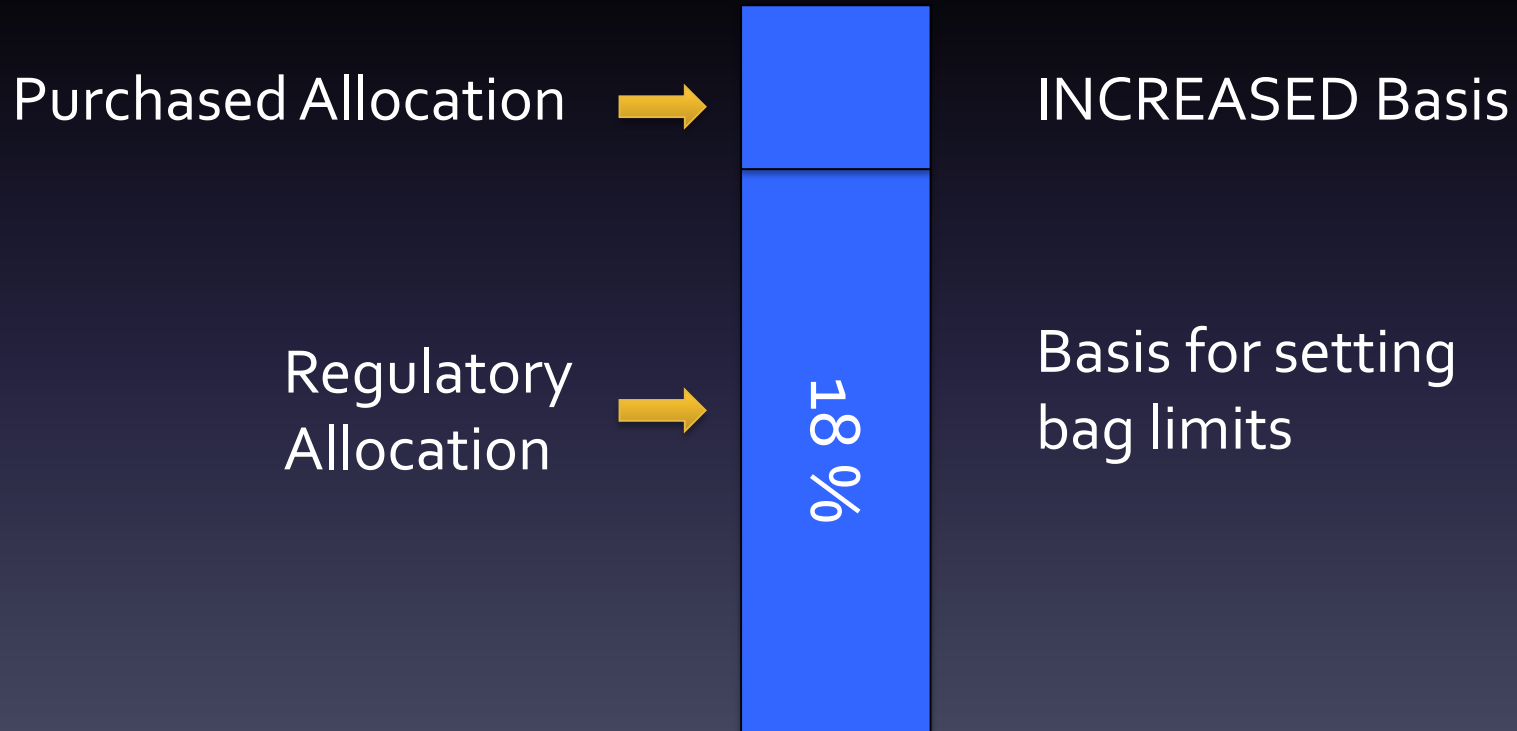 Purchased Allocation
INCREASED Basis
Regulatory
Allocation
18 %
Basis for setting
bag limits